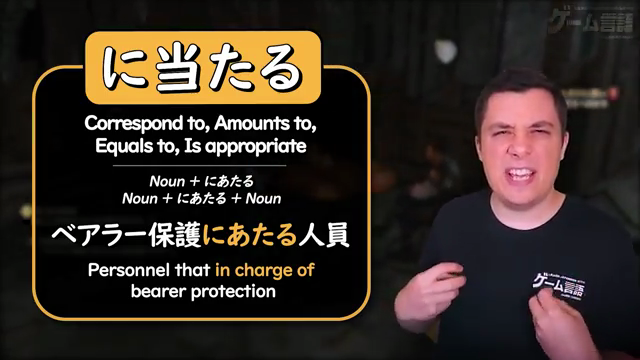 に当たる
Correspond to, Amounts to,
Equals to, Is appropriate
Noun + にあたる
Noun + にあたる + Noun
ベアラー保護にあたる人員
Personnel that in charge of
bearer protection
ゲーム言語
ゲーム言語